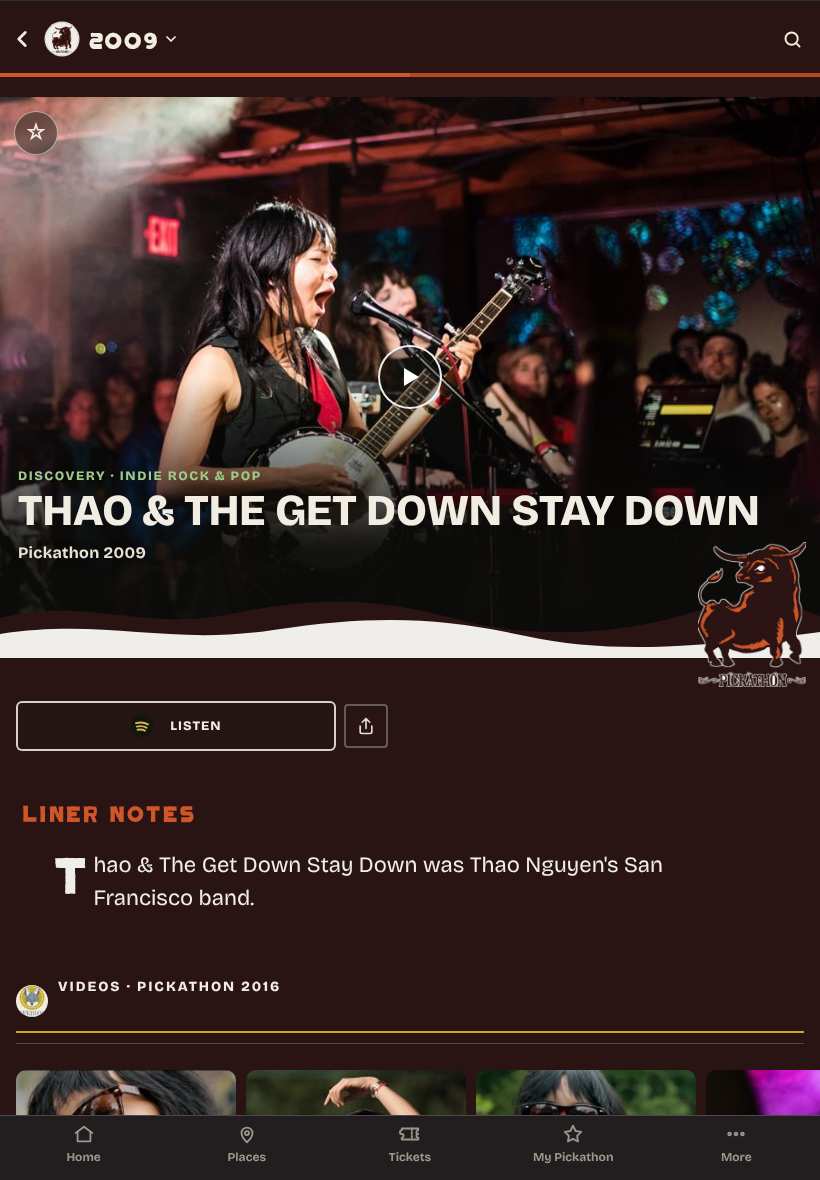 2009
EXIT
DISCOVERY · INDIE ROCK & POP
THAO & THE GET DOWN STAY DOWN
Pickathon 2009
PICKATHON
LISTEN
LINER NOTES
Thao & The Get Down Stay Down was Thao Nguyen's San
Francisco band.
VIDEOS · PICKATHON 2016
Home
Places
Tickets
My Pickathon
More